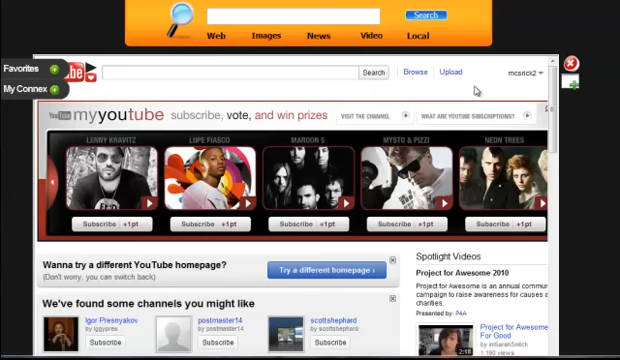 Search
Web Images News Video Local
Favorites
My Connex
Search
Browse Upload
mcsrick2
You Tube myyoutube subscribe, vote, and win prizes
VISIT THE CHANNEL
WHAT ARE YOUTUBE SUBSCRIPTIONS?
LENNY KRAVITZ LUPE FIASCO MAROON 5 MYSTO & PIZZI NEON TREES
Subscribe +1pt Subscribe +1pt Subscribe +1pt Subscribe +1pt Subscribe +1pt
Wanna try a different YouTube homepage?
(Don't worry, you can switch back)
Try a different homepage ›
We've found some channels you might like
Igor Presnyakov
by iggypres
Subscribe
postmaster14
by postmaster14
Subscribe
scottshephard
by scottshephard
Subscribe
Spotlight Videos
Project for Awesome 2010
Project for Awesome is an annual commun
campaign to raise awareness for causes a
charities.
Presented by: P4A
2:18
Project for Awesome
For Good
1 190 views